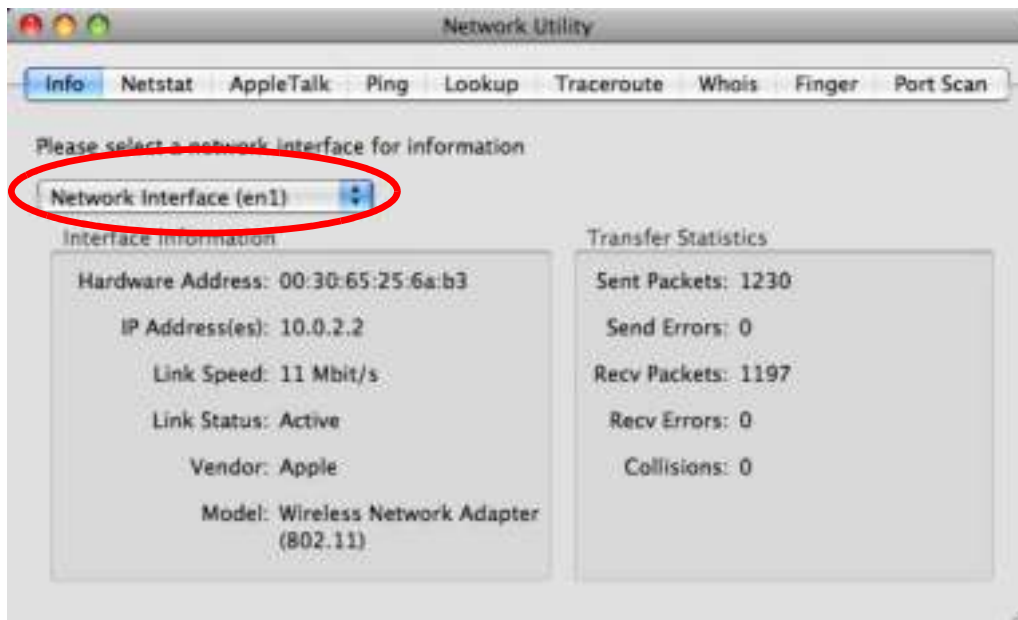 Network Utility
Info Netstat AppleTalk Ping Lookup Traceroute Whois Finger Port Scan
Please select a network interface for information
Network Interface (en1)
Interface Information
Hardware Address: 00:30:65:25:6a:b3
IP Address(es): 10.0.2.2
Link Speed: 11 Mbit/s
Link Status: Active
Vendor: Apple
Model: Wireless Network Adapter
(802.11)
Transfer Statistics
Sent Packets: 1230
Send Errors: 0
Recv Packets: 1197
Recv Errors: 0
Collisions: 0